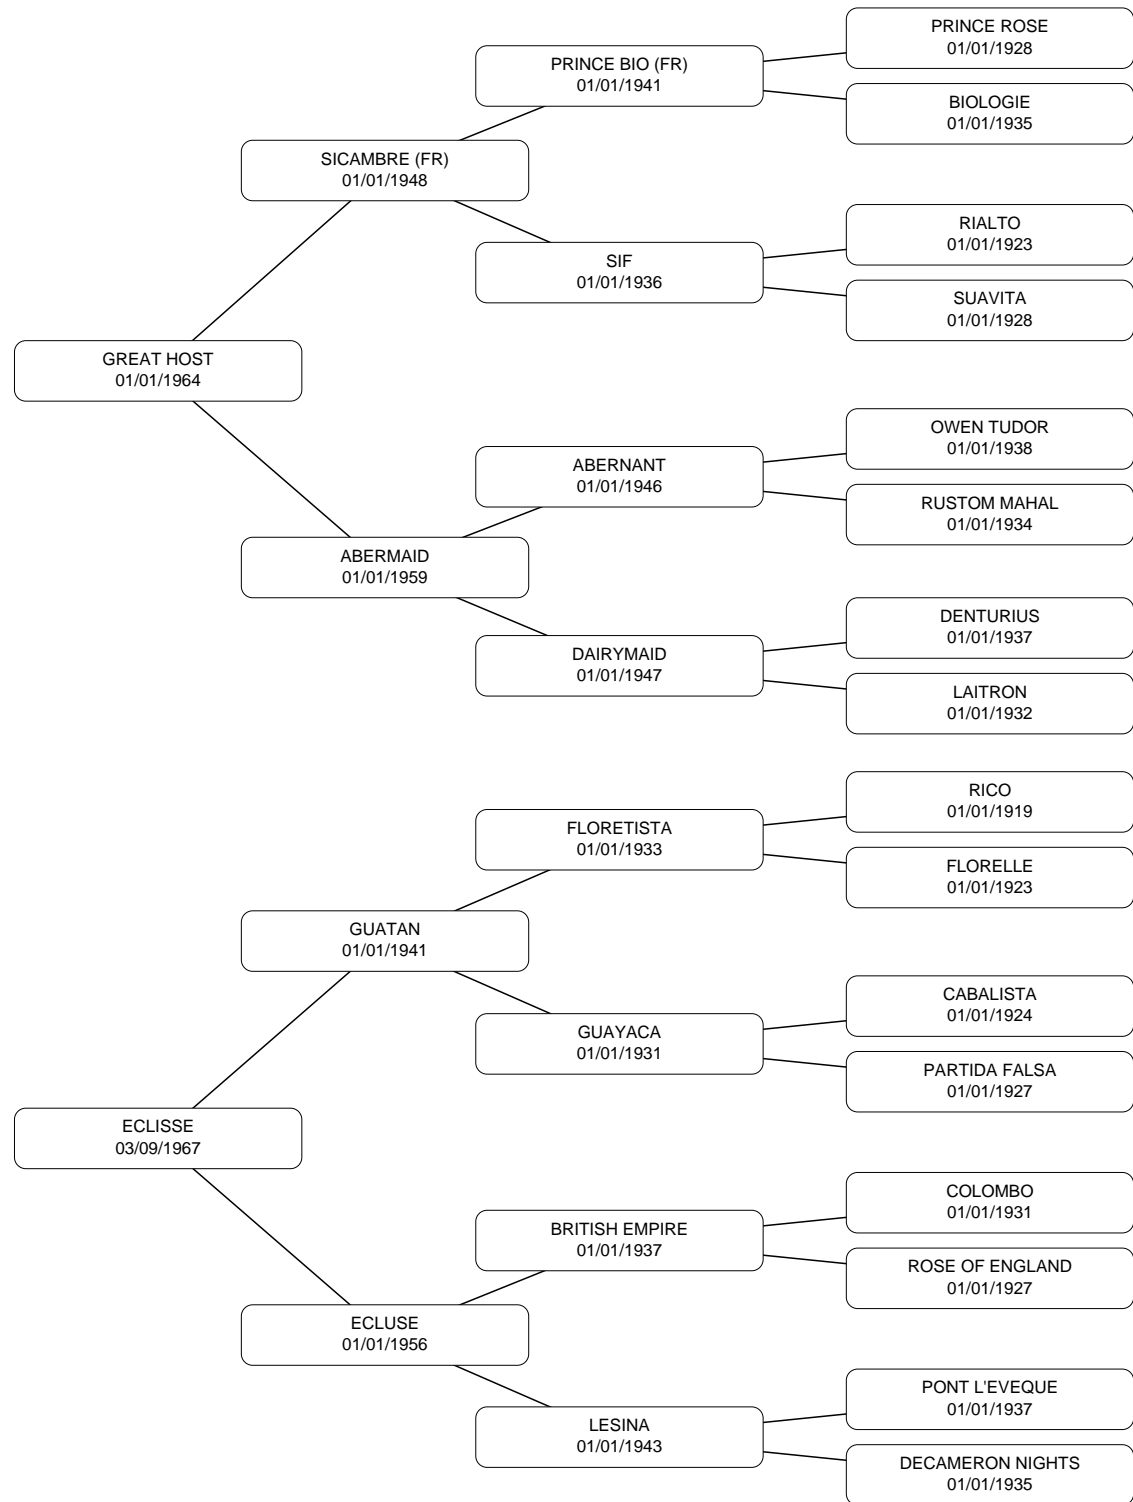 PRINCE ROSE
01/01/1928
PRINCE BIO (FR)
01/01/1941
BIOLOGIE
01/01/1935
SICAMBRE (FR)
01/01/1948
RIALTO
01/01/1923
SIF
01/01/1936
SUAVITA
01/01/1928
GREAT HOST
01/01/1964
OWEN TUDOR
01/01/1938
ABERNANT
01/01/1946
RUSTOM MAHAL
01/01/1934
ABERMAID
01/01/1959
DENTURIUS
01/01/1937
DAIRYMAID
01/01/1947
LAITRON
01/01/1932
RICO
01/01/1919
FLORETISTA
01/01/1933
FLORELLE
01/01/1923
GUATAN
01/01/1941
CABALISTA
01/01/1924
GUAYACA
01/01/1931
PARTIDA FALSA
01/01/1927
ECLISSE
03/09/1967
COLOMBO
01/01/1931
BRITISH EMPIRE
01/01/1937
ROSE OF ENGLAND
01/01/1927
ECLUSE
01/01/1956
PONT L'EVEQUE
01/01/1937
LESINA
01/01/1943
DECAMERON NIGHTS
01/01/1935